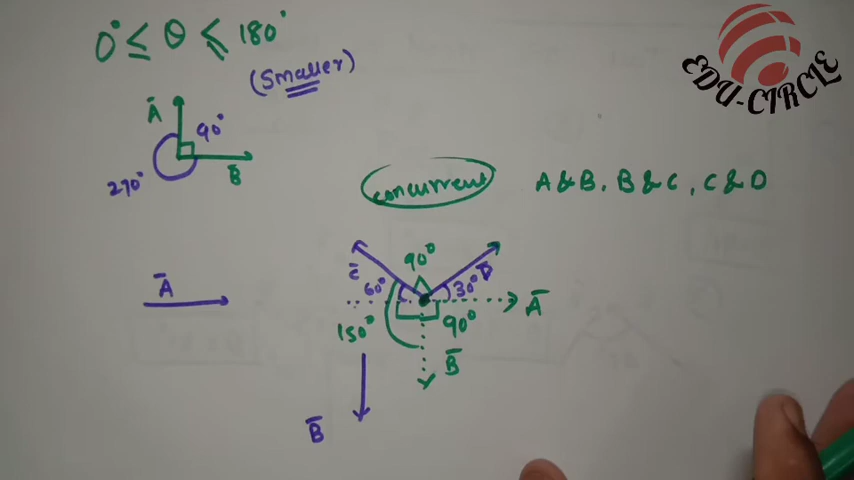 0° ≤ θ ≤ 180°
(Smaller)
EDU-CIRCLE
A̅
90°
B̅
270°
concurrent
A & B, B & C, C & D
A̅
C̅
60°
90°
D̅
30°
A̅
150°
90°
B̅
B̅